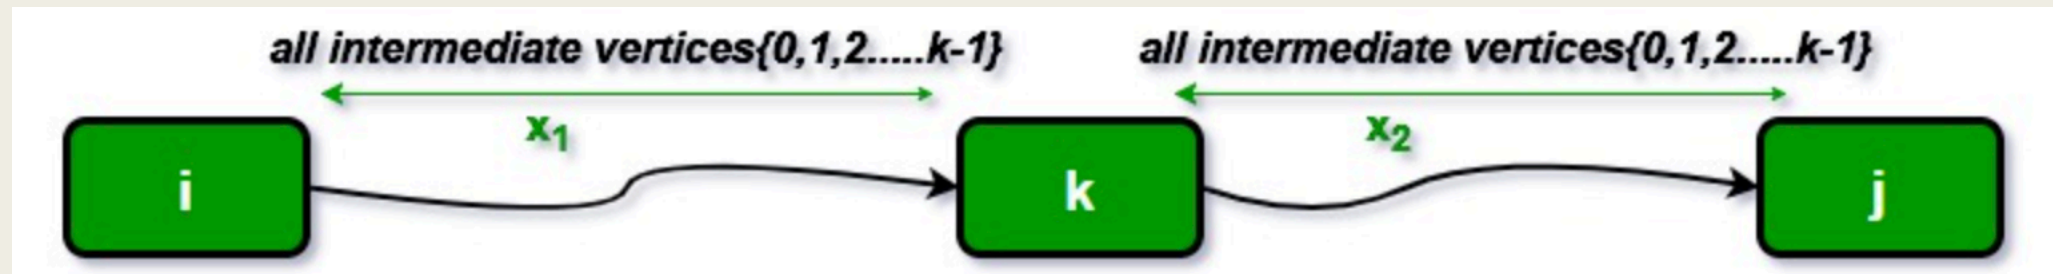 all intermediate vertices{0,1,2.....k-1} all intermediate vertices{0,1,2.....k-1}
x₁ x₂
i k j